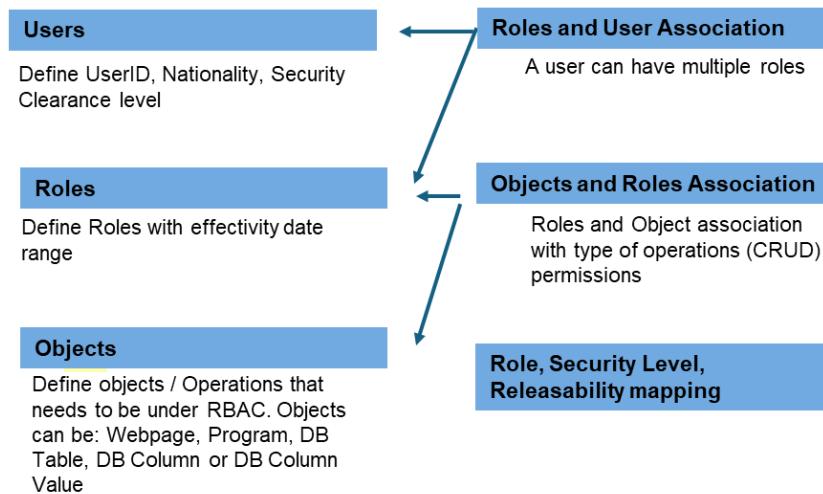 Users
Define UserID, Nationality, Security
Clearance level
Roles and User Association
A user can have multiple roles
Roles
Define Roles with effectivity date
range
Objects and Roles Association
Roles and Object association
with type of operations (CRUD)
permissions
Objects
Define objects / Operations that
needs to be under RBAC. Objects
can be: Webpage, Program, DB
Table, DB Column or DB Column
Value
Role, Security Level,
Releasability mapping